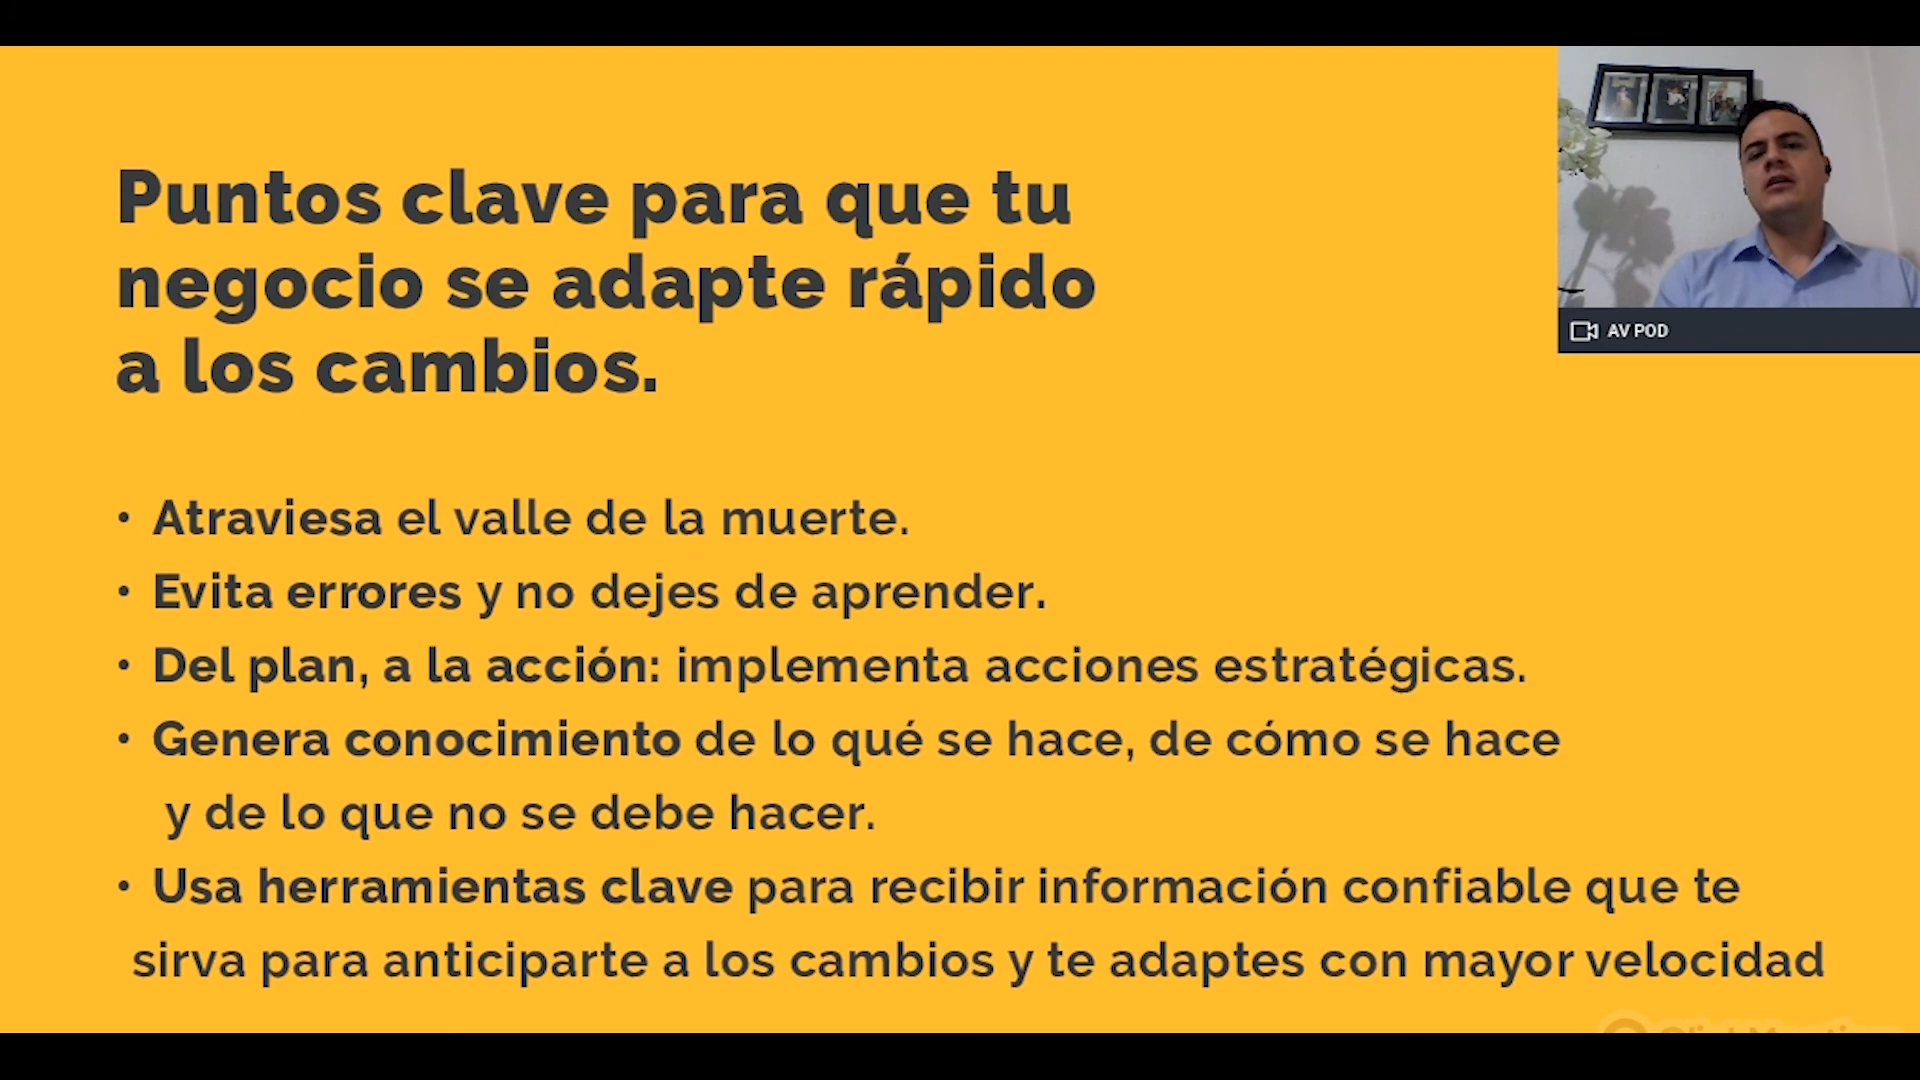 Puntos clave para que tu
negocio se adapte rápido
a los cambios.
AV POD
• Atraviesa el valle de la muerte.
• Evita errores y no dejes de aprender.
• Del plan, a la acción: implementa acciones estratégicas.
• Genera conocimiento de lo qué se hace, de cómo se hace
y de lo que no se debe hacer.
• Usa herramientas clave para recibir información confiable que te
sirva para anticiparte a los cambios y te adaptes con mayor velocidad